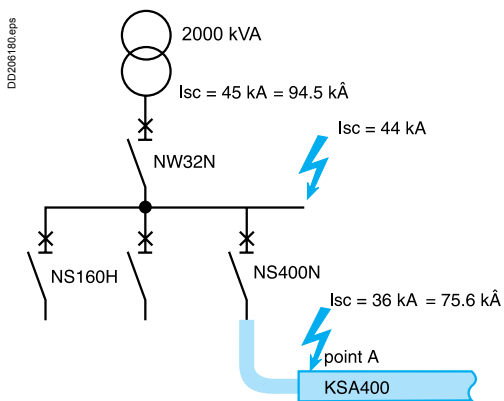 DD206180.eps
2000 kVA
Isc = 45 kA = 94.5 kÂ
Isc = 44 kA
NW32N
NS160H
NS400N
Isc = 36 kA = 75.6 kÂ
point A
KSA400